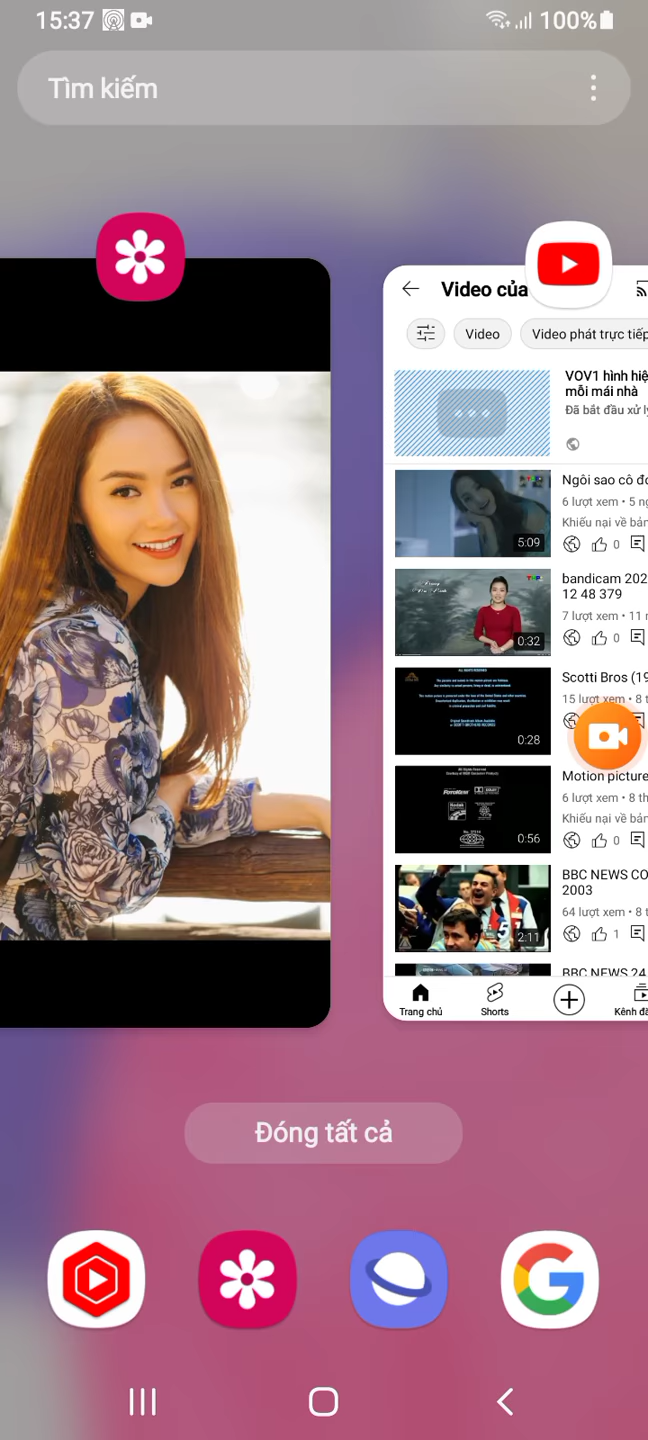 15:37
100%
Tìm kiếm
Video của
Video
Video phát trực tiếp
VOV1 hình hiệ
mỗi mái nhà
Đã bắt đầu xử lý
Ngôi sao cô đơ
6 lượt xem • 5 ng
Khiếu nại về bản
5:09
0
bandicam 202
12 48 379
7 lượt xem • 11 n
0:32
0
Scotti Bros (19
15 lượt xem • 8 t
0:28
Motion picture
6 lượt xem • 8 th
Khiếu nại về bản
0:56
0
BBC NEWS CO
2003
64 lượt xem • 8 t
2:11
1
BBC NEWS 24
Trang chủ
Shorts
Kênh đă
Đóng tất cả